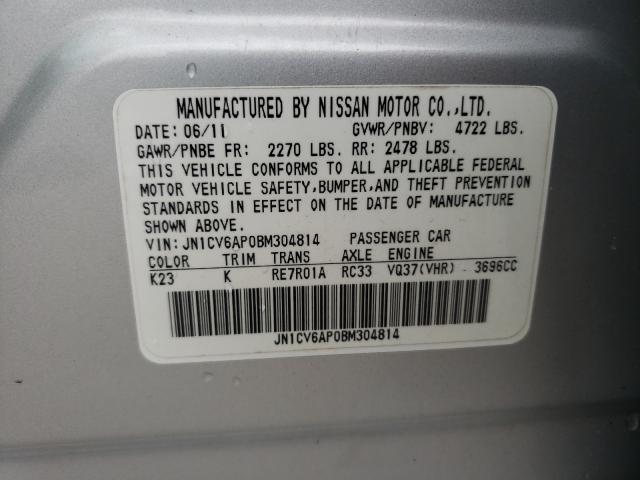 MANUFACTURED BY NISSAN MOTOR CO.,LTD.
DATE: 06/11 GVWR/PNBV: 4722 LBS.
GAWR/PNBE FR: 2270 LBS. RR: 2478 LBS.
THIS VEHICLE CONFORMS TO ALL APPLICABLE FEDERAL
MOTOR VEHICLE SAFETY,BUMPER,AND THEFT PREVENTION
STANDARDS IN EFFECT ON THE DATE OF MANUFACTURE
SHOWN ABOVE.
VIN: JN1CV6AP0BM304814 PASSENGER CAR
COLOR TRIM TRANS AXLE ENGINE
K23 K RE7R01A RC33 VQ37(VHR) 3696CC
JN1CV6AP0BM304814